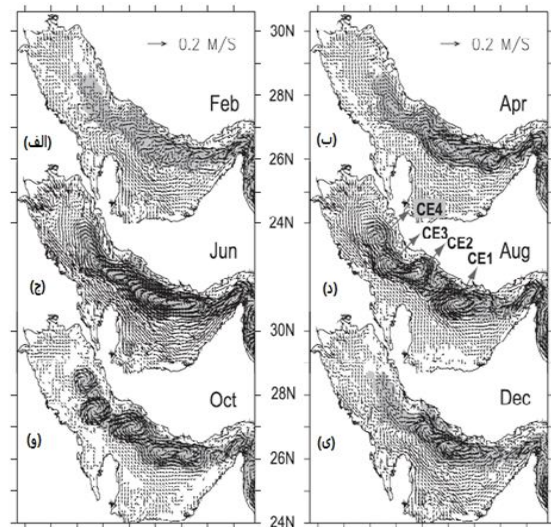 30N
0.2 M/S
0.2 M/S
28N
Feb
Apr
(الف)
(ب)
26N
24N
CE4
CE3
CE2
CE1
Jun
Aug
(ج)
(د)
30N
28N
Oct
Dec
(و)
(ی)
26N
24N